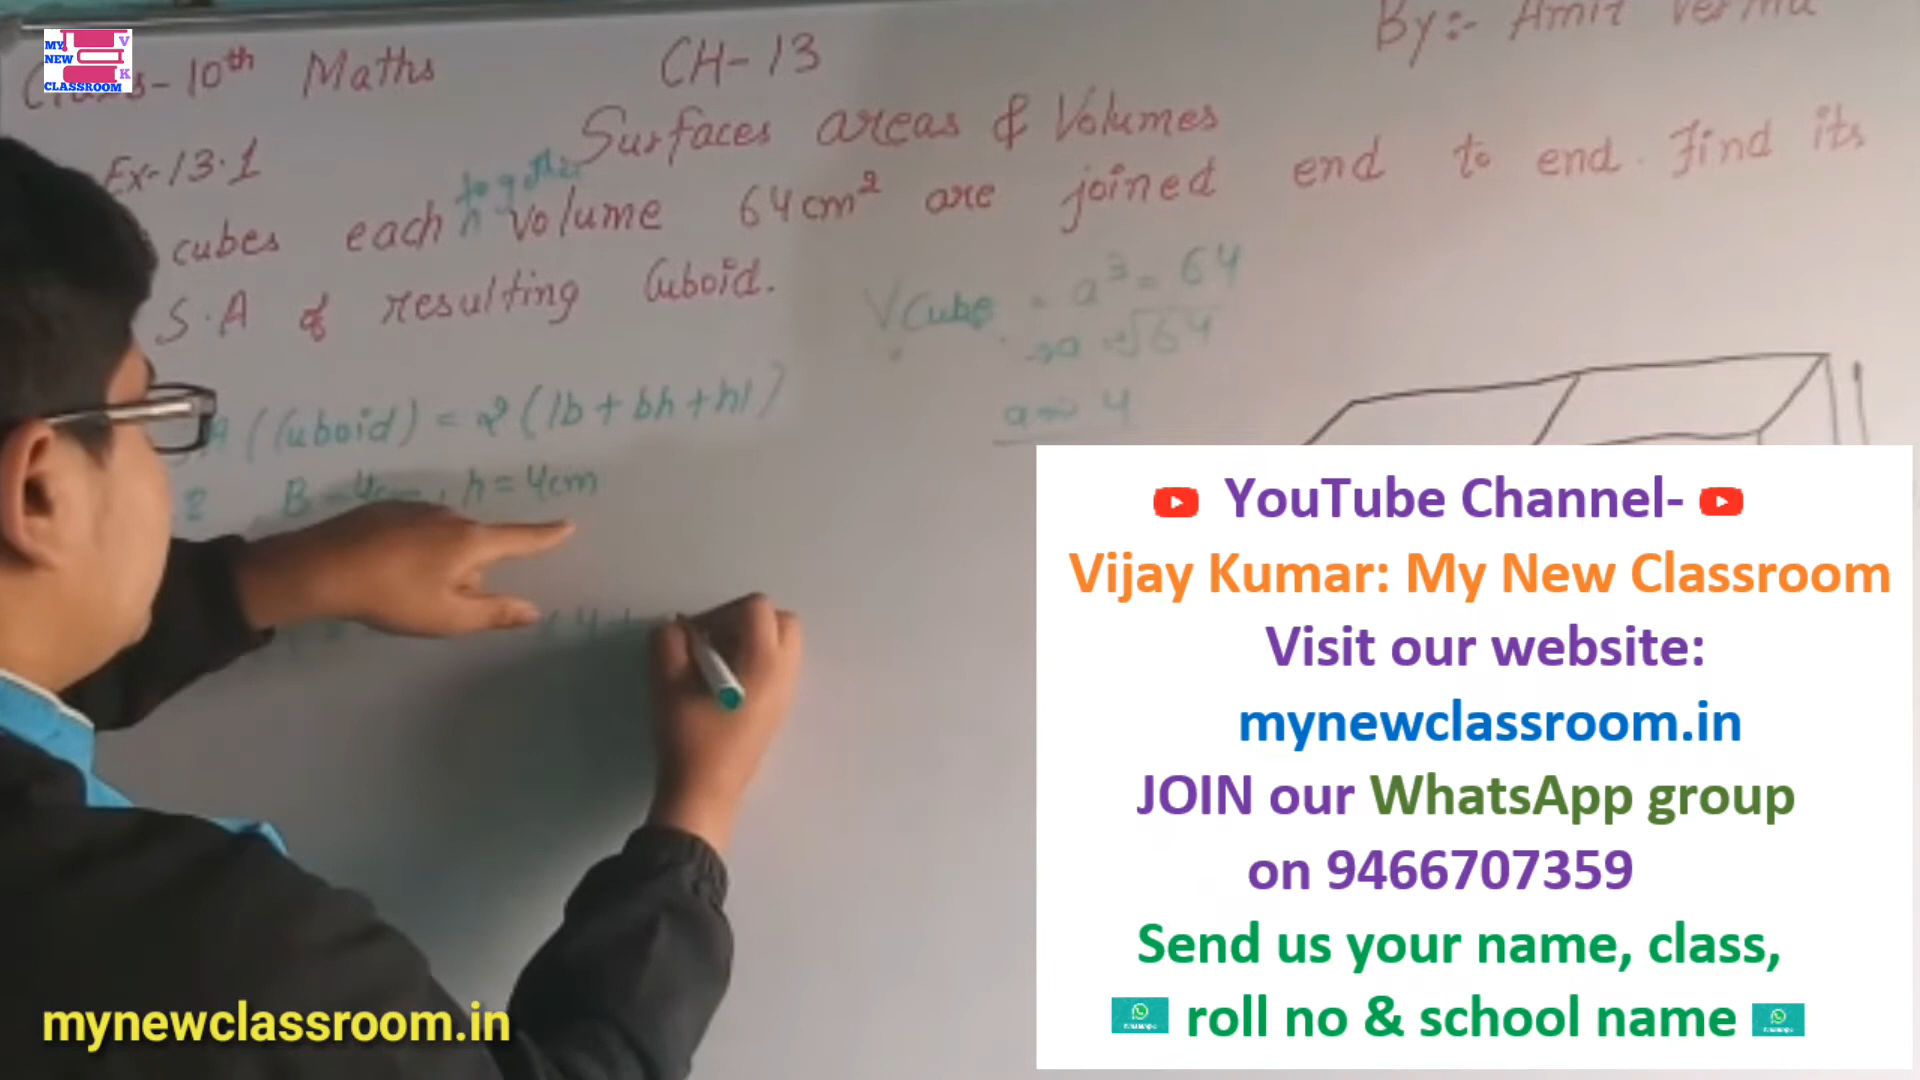 MY NEW CLASSROOM V K
Class-10th Maths CH-13 By:- Amit Verma
Surfaces areas & Volumes
Ex-13.1
together
cubes each volume 64cm² are joined end to end. Find its
S.A of resulting Cuboid.
V Cube = a³ = 64
a = ∛64
a = 4
A (Cuboid) = 2(lb + bh + hl)
B = 4cm, h = 4cm
(4+
YouTube Channel-
Vijay Kumar: My New Classroom
Visit our website:
mynewclassroom.in
JOIN our WhatsApp group
on 9466707359
Send us your name, class,
roll no & school name
mynewclassroom.in